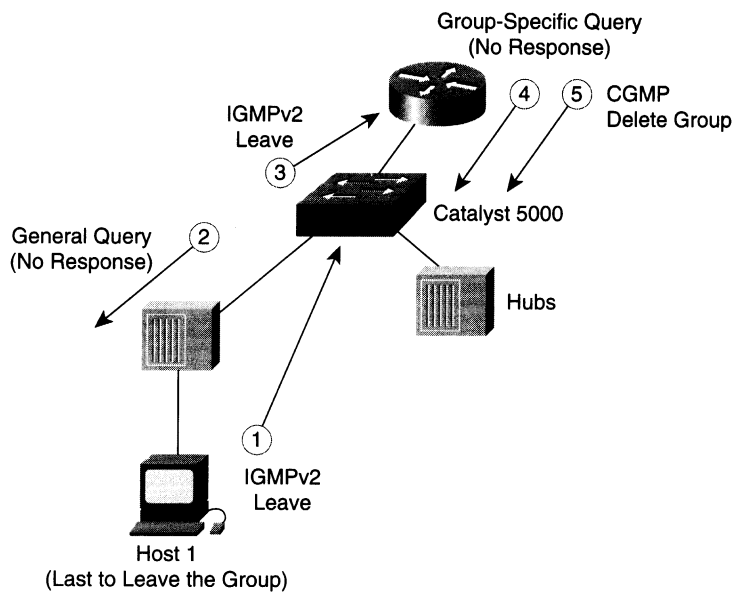 Group-Specific Query
(No Response)
IGMPv2
Leave
3
4
5
CGMP
Delete Group
Catalyst 5000
General Query
(No Response)
2
Hubs
1
IGMPv2
Leave
Host 1
(Last to Leave the Group)